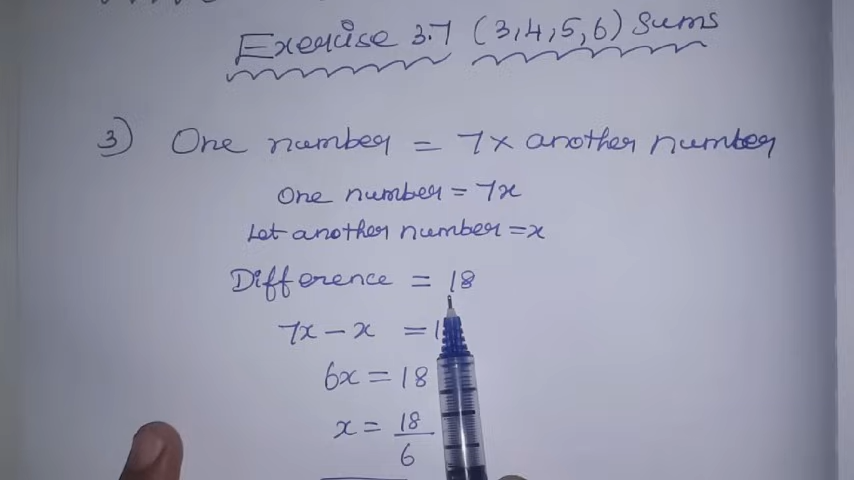 Exercise 3.7 (3,4,5,6) Sums
3) One number = 7x another number
One number = 7x
Let another number = x
Difference = 18
7x - x = 1
6x = 18
x = 18/6